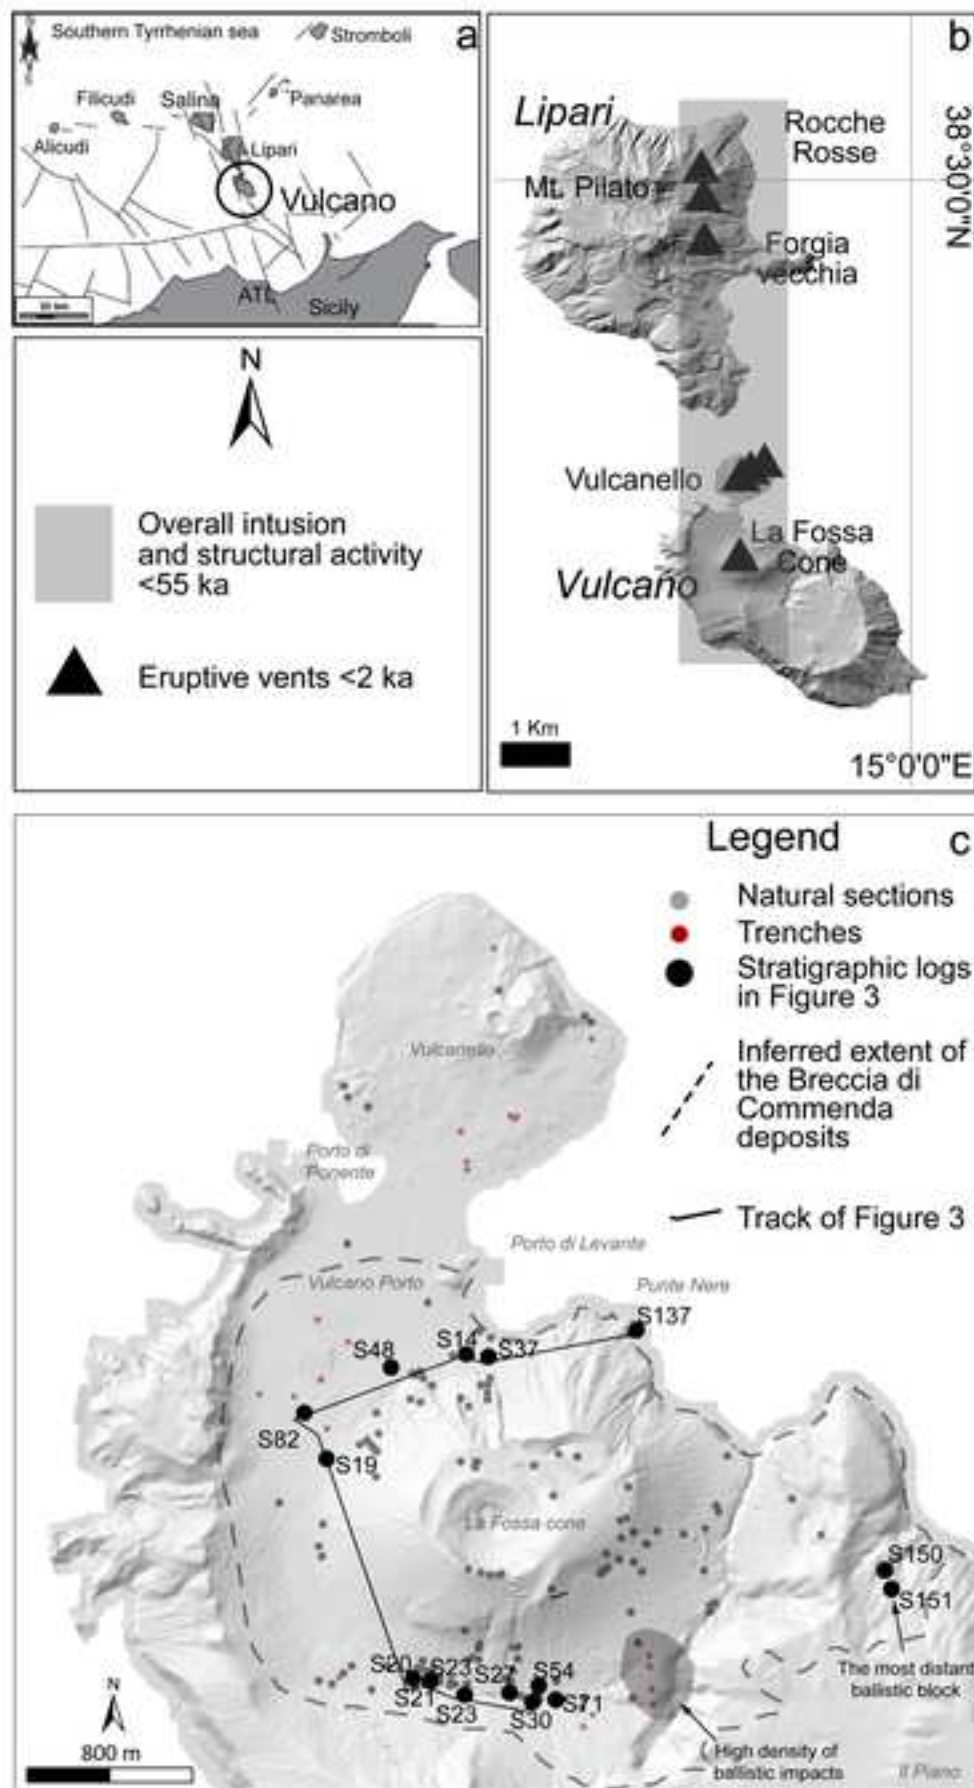 a
Southern Tyrrhenian sea
Stromboli
Filicudi
Salina
Panarea
Alicudi
Lipari
Vulcano
ATL
Sicily
N
Overall intusion
and structural activity
<55 ka
Eruptive vents <2 ka
b
Lipari
Rocche
Rosse
Mt. Pilato
Forgia
vecchia
38°30'0"N
Vulcanello
La Fossa
Cone
Vulcano
1 Km
15°0'0"E
c
Legend
Natural sections
Trenches
Stratigraphic logs
in Figure 3
Inferred extent of
the Breccia di
Commenda
deposits
Track of Figure 3
Vulcanello
Porto di
Ponente
Porto di Levante
Vulcano Porto
Punte Nere
S137
S14
S37
S48
S82
S19
La Fossa cone
S150
S151
S20
S23
S27
S54
S21
S23
S30
S71
The most distant
ballistic block
High density of
ballistic impacts
Il Piano
N
800 m